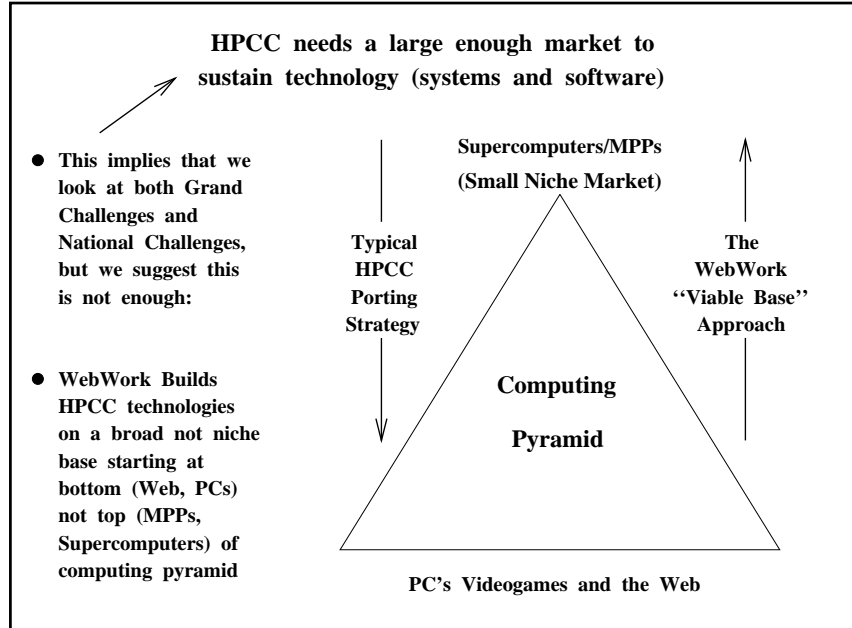 HPCC needs a large enough market to
sustain technology (systems and software)
● This implies that we
look at both Grand
Challenges and
National Challenges,
but we suggest this
is not enough:
● WebWork Builds
HPCC technologies
on a broad not niche
base starting at
bottom (Web, PCs)
not top (MPPs,
Supercomputers) of
computing pyramid
Typical
HPCC
Porting
Strategy
Supercomputers/MPPs
(Small Niche Market)
Computing
Pyramid
The
WebWork
‘‘Viable Base’’
Approach
PC’s Videogames and the Web